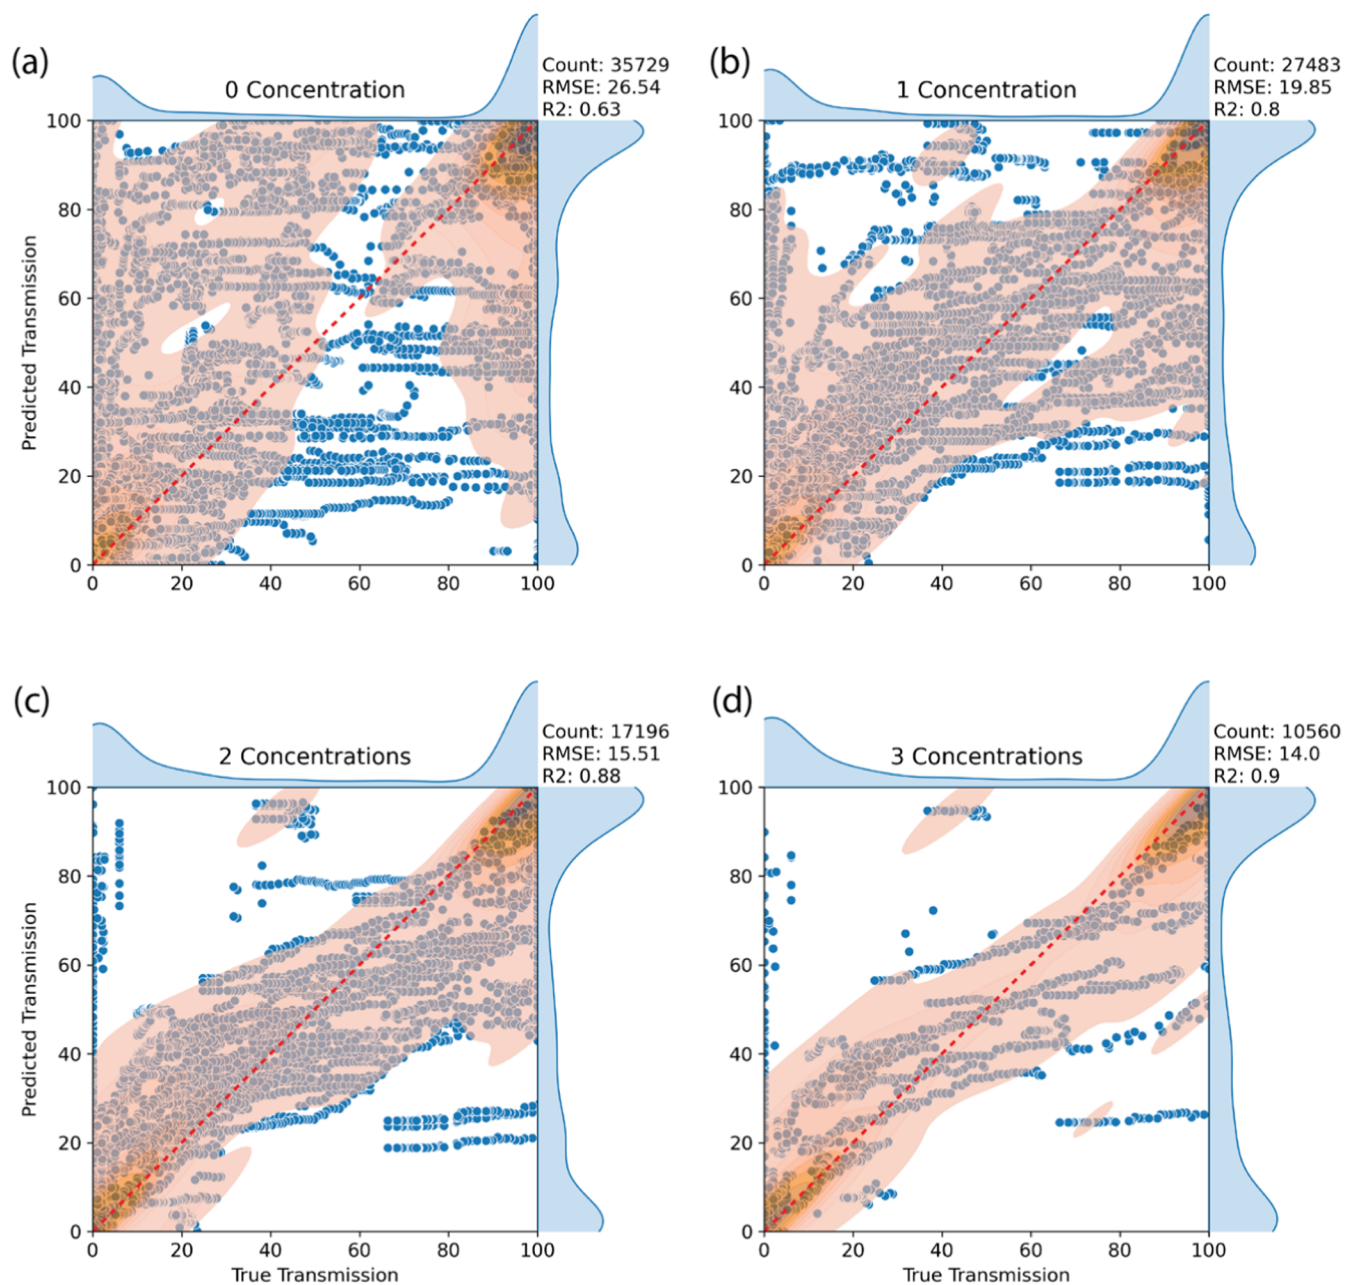 (a)
0 Concentration
Count: 35729
RMSE: 26.54
R2: 0.63
100
80
60
40
20
0
Predicted Transmission
0 20 40 60 80 100
(b)
1 Concentration
Count: 27483
RMSE: 19.85
R2: 0.8
100
80
60
40
20
0
0 20 40 60 80 100
(c)
2 Concentrations
Count: 17196
RMSE: 15.51
R2: 0.88
100
80
60
40
20
0
Predicted Transmission
0 20 40 60 80 100
True Transmission
(d)
3 Concentrations
Count: 10560
RMSE: 14.0
R2: 0.9
100
80
60
40
20
0
0 20 40 60 80 100
True Transmission